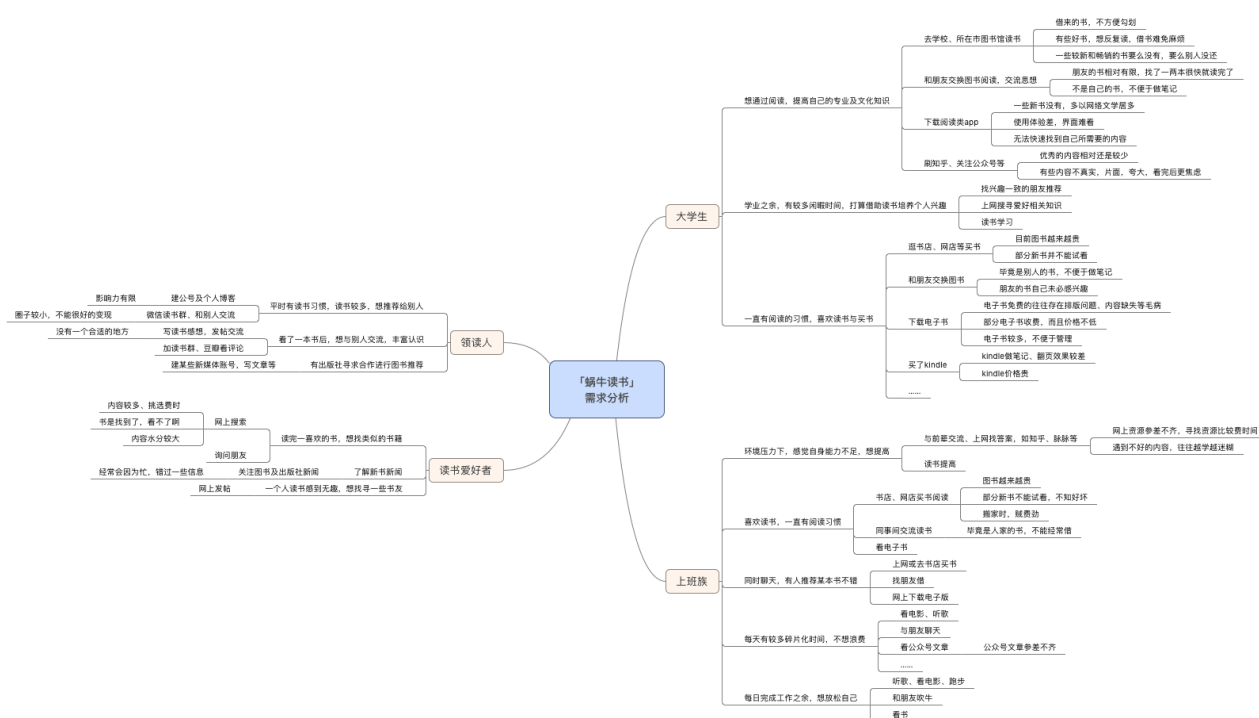 「蜗牛读书」
需求分析
大学生
想通过阅读，提高自己的专业及文化知识
去学校、所在市图书馆读书
借来的书，不方便勾划
有些好书，想反复读，借书难免麻烦
一些较新和畅销的书要么没有，要么别人没还
和朋友交换图书阅读，交流思想
朋友的书相对有限，找了一两本很快就读完了
不是自己的书，不便于做笔记
下载阅读类app
一些新书没有，多以网络文学居多
使用体验差，界面难看
无法快速找到自己所需要的内容
刷知乎、关注公众号等
优秀的内容相对还是较少
有些内容不真实，片面，夸大，看完后更焦虑
学业之余，有较多闲暇时间，打算借助读书培养个人兴趣
找兴趣一致的朋友推荐
上网搜寻爱好相关知识
读书学习
一直有阅读的习惯，喜欢读书与买书
逛书店、网店等买书
目前图书越来越贵
部分新书并不能试看
和朋友交换图书
毕竟是别人的书，不便于做笔记
朋友的书自己未必感兴趣
下载电子书
电子书免费的往往存在排版问题、内容缺失等毛病
部分电子书收费，而且价格不低
电子书较多，不便于管理
买了kindle
kindle做笔记、翻页效果较差
kindle价格贵
......
上班族
环境压力下，感觉自身能力不足，想提高
与前辈交流、上网找答案，如知乎、脉脉等
网上资源参差不齐，寻找资源比较费时间
遇到不好的内容，往往越学越迷糊
读书提高
喜欢读书，一直有阅读习惯
书店、网店买书阅读
图书越来越贵
部分新书不能试看，不知好坏
搬家时，贼费劲
同事间交流读书
毕竟是人家的书，不能经常借
看电子书
同时聊天，有人推荐某本书不错
上网或去书店买书
找朋友借
网上下载电子版
每天有较多碎片化时间，不想浪费
看电影、听歌
与朋友聊天
看公众号文章
公众号文章参差不齐
......
每日完成工作之余，想放松自己
听歌、看电影、跑步
和朋友吹牛
看书
领读人
平时有读书习惯，读书较多，想推荐给别人
建公号及个人博客
影响力有限
微信读书群，和别人交流
圈子较小，不能很好的变现
看了一本书后，想与别人交流，丰富认识
写读书感想，发帖交流
没有一个合适的地方
加读书群、豆瓣看评论
有出版社寻求合作进行图书推荐
建某些新媒体账号，写文章等
读书爱好者
读完一喜欢的书，想找类似的书籍
网上搜索
内容较多、挑选费时
书是找到了，看不了啊
内容水分较大
询问朋友
了解新书新闻
关注图书及出版社新闻
经常会因为忙，错过一些信息
一个人读书感到无趣，想找寻一些书友
网上发帖